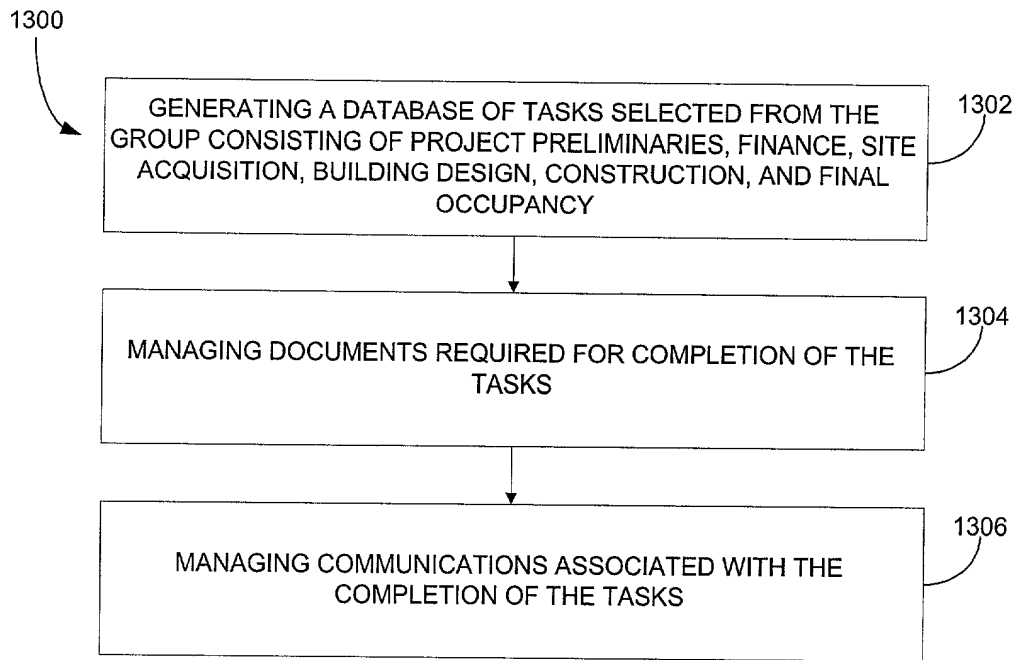 1300
GENERATING A DATABASE OF TASKS SELECTED FROM THE
GROUP CONSISTING OF PROJECT PRELIMINARIES, FINANCE, SITE
ACQUISITION, BUILDING DESIGN, CONSTRUCTION, AND FINAL
OCCUPANCY
1302
MANAGING DOCUMENTS REQUIRED FOR COMPLETION OF THE
TASKS
1304
MANAGING COMMUNICATIONS ASSOCIATED WITH THE
COMPLETION OF THE TASKS
1306